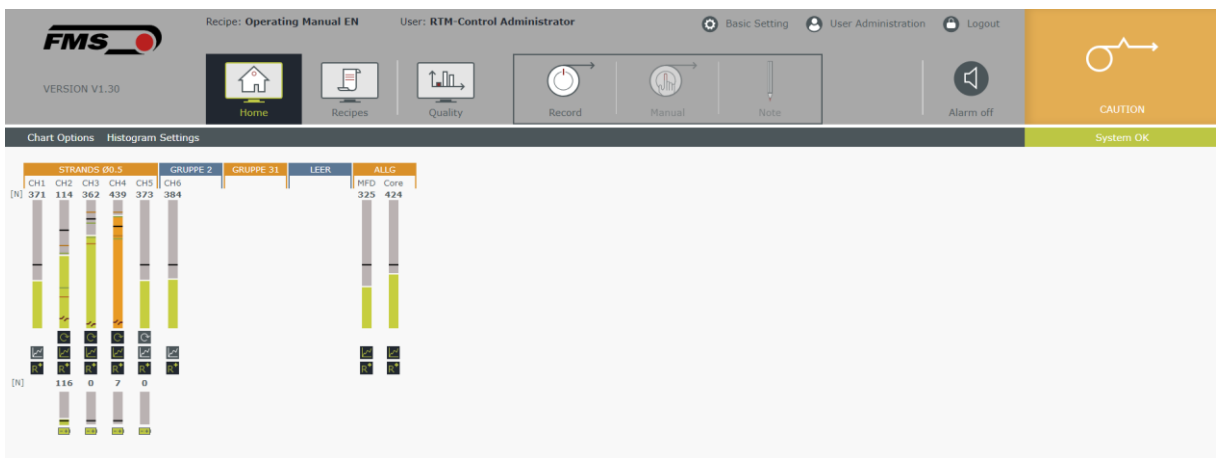 Recipe: Operating Manual EN User: RTM-Control Administrator Basic Setting User Administration Logout
FMS
VERSION V1.30
Home Recipes Quality Record Manual Note Alarm off CAUTION
Chart Options Histogram Settings System OK
STRANDS Ø0.5 GRUPPE 2 GRUPPE 31 LEER ALLG
CH1 CH2 CH3 CH4 CH5 CH6 MFD Core
[N] 371 114 362 439 373 384 325 424
R+ R+ R+ R+ R+ R+ R+ R+
[N] 116 0 7 0